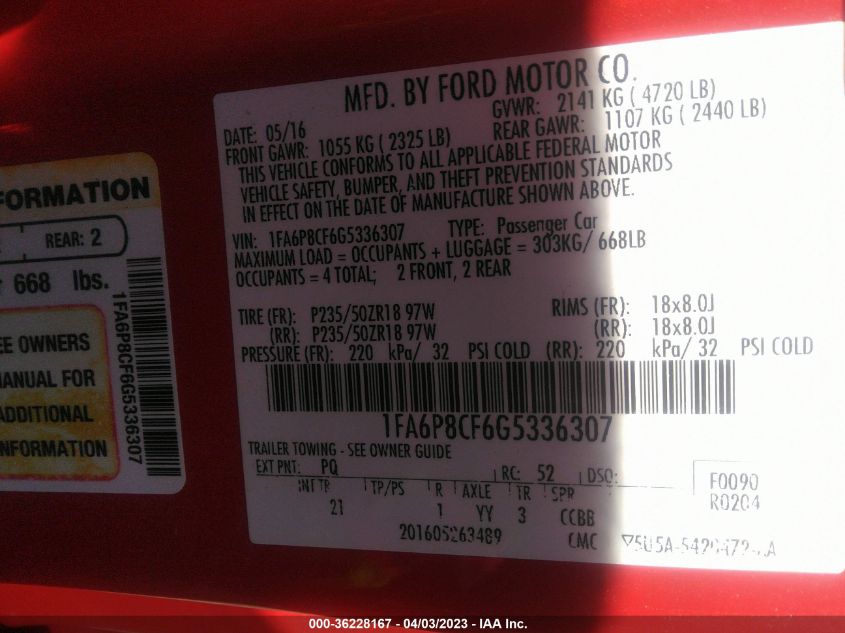 MFD. BY FORD MOTOR CO.
DATE: 05/16
GVWR: 2141 KG ( 4720 LB)
FRONT GAWR: 1055 KG ( 2325 LB)
REAR GAWR: 1107 KG ( 2440 LB)
THIS VEHICLE CONFORMS TO ALL APPLICABLE FEDERAL MOTOR
VEHICLE SAFETY, BUMPER, AND THEFT PREVENTION STANDARDS
IN EFFECT ON THE DATE OF MANUFACTURE SHOWN ABOVE.
VIN: 1FA6P8CF6G5336307 TYPE: Passenger Car
MAXIMUM LOAD = OCCUPANTS + LUGGAGE = 303KG/ 668LB
OCCUPANTS = 4 TOTAL; 2 FRONT, 2 REAR
TIRE (FR): P235/50ZR18 97W RIMS (FR): 18x8.0J
(RR): P235/50ZR18 97W (RR): 18x8.0J
PRESSURE (FR): 220 kPa/ 32 PSI COLD (RR): 220 kPa/ 32 PSI COLD
1FA6P8CF6G5336307
TRAILER TOWING - SEE OWNER GUIDE
EXT PNT: PQ RC: 52 DSO: F0090
INT TR TP/PS R AXLE TR SPR R0204
21 1 YY 3 CCBB
201605263489 CMC
REAR: 2
668 lbs.
OWNERS
MANUAL FOR
ADDITIONAL
1FA6P8CF6G5336307
000-36228167 - 04/03/2023 - IAA Inc.